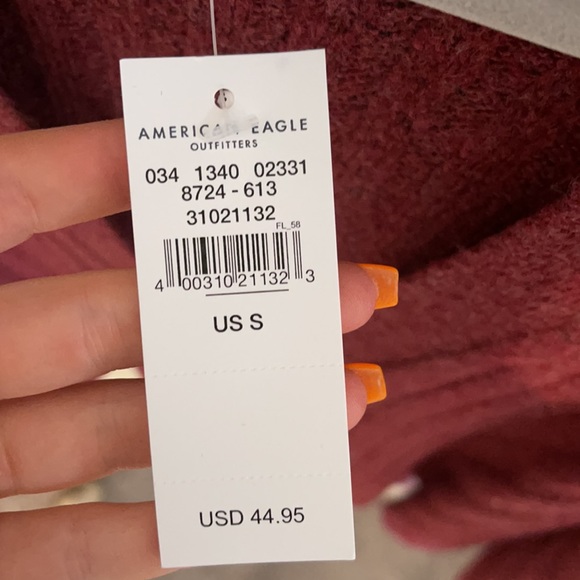 AMERICAN EAGLE
OUTFITTERS
034 1340 02331
8724 - 613
31021132
FL_58
4 00310 21132 3
US S
USD 44.95